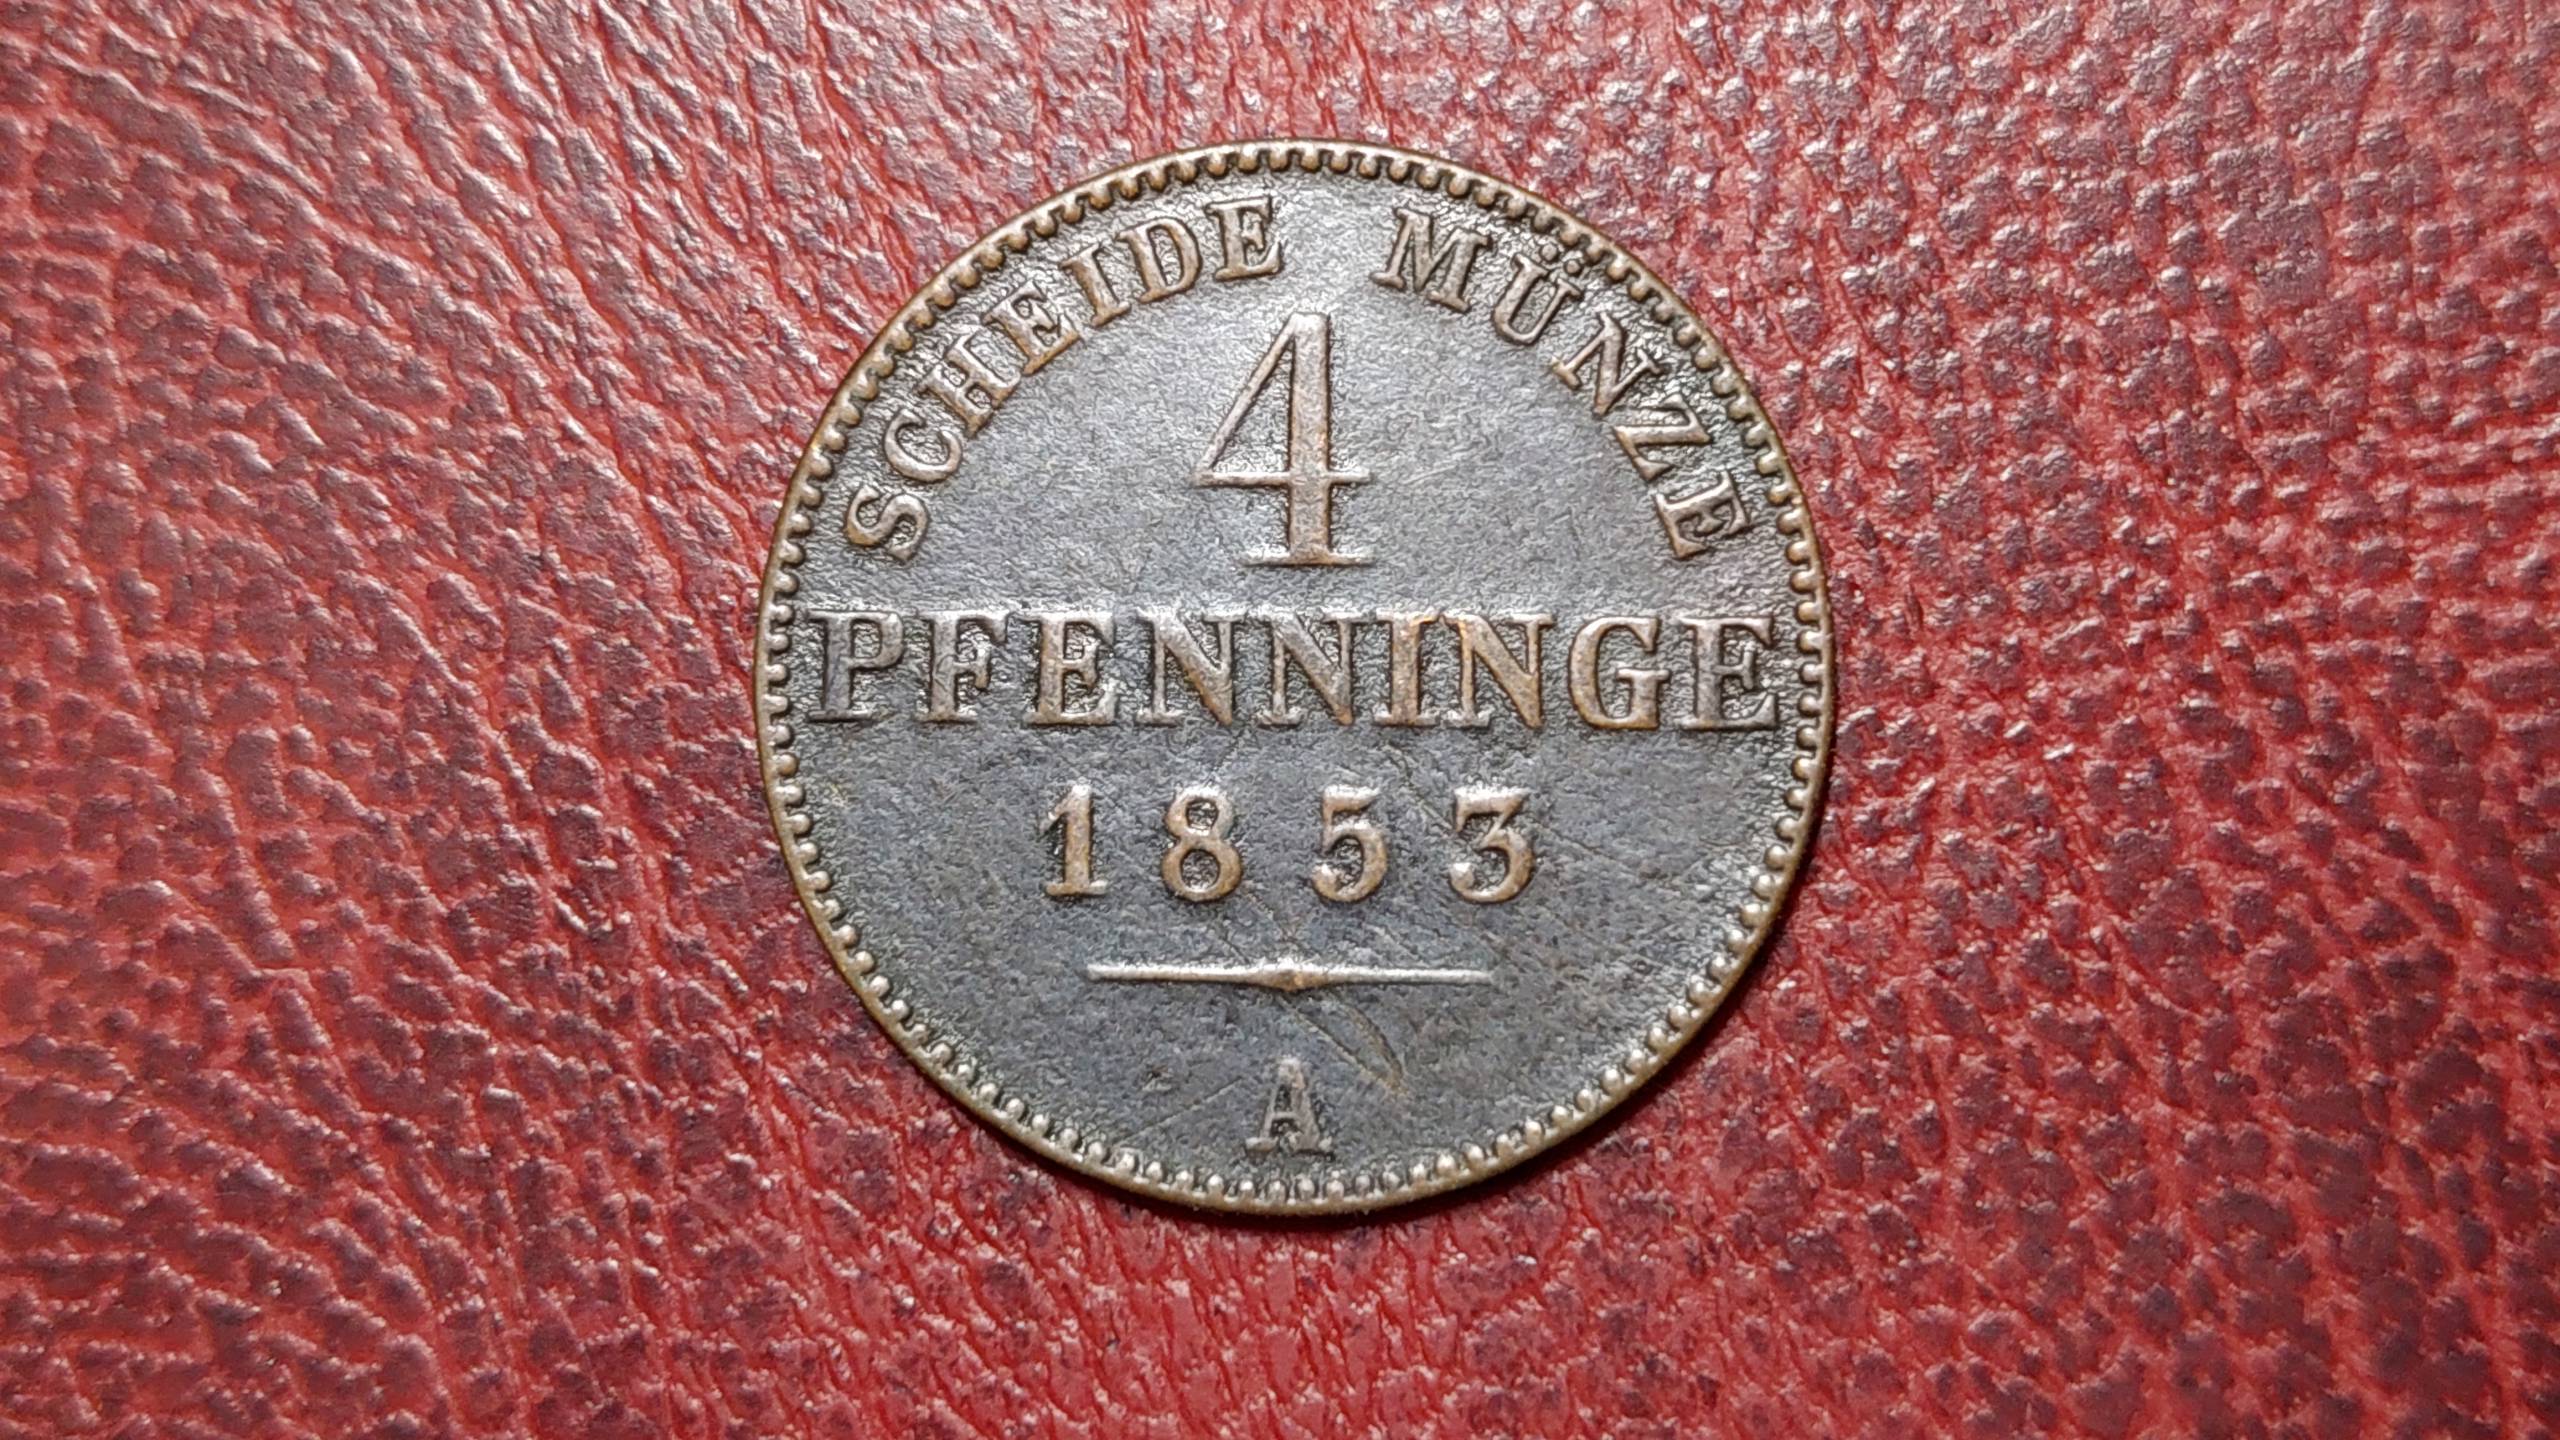 SCHEIDE MÜNZE
4
PFENNINGE
1853
A